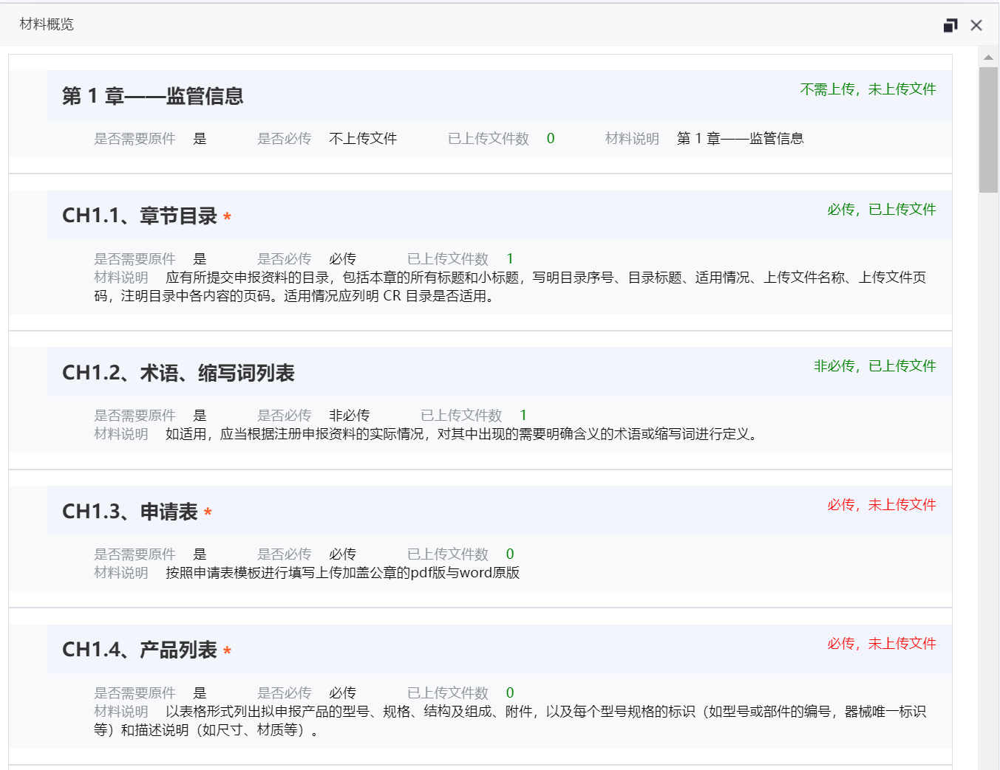 材料概览
第 1 章——监管信息
不需上传，未上传文件
是否需要原件 是 是否必传 不上传文件 已上传文件数 0 材料说明 第 1 章——监管信息
CH1.1、章节目录 *
必传，已上传文件
是否需要原件 是 是否必传 必传 已上传文件数 1
材料说明 应有所提交申报资料的目录，包括本章的所有标题和小标题，写明目录序号、目录标题、适用情况、上传文件名称、上传文件页
码，注明目录中各内容的页码。适用情况应列明 CR 目录是否适用。
CH1.2、术语、缩写词列表
非必传，已上传文件
是否需要原件 是 是否必传 非必传 已上传文件数 1
材料说明 如适用，应当根据注册申报资料的实际情况，对其中出现的需要明确含义的术语或缩写词进行定义。
CH1.3、申请表 *
必传，未上传文件
是否需要原件 是 是否必传 必传 已上传文件数 0
材料说明 按照申请表模板进行填写上传加盖公章的pdf版与word原版
CH1.4、产品列表 *
必传，未上传文件
是否需要原件 是 是否必传 必传 已上传文件数 0
材料说明 以表格形式列出拟申报产品的型号、规格、结构及组成、附件，以及每个型号规格的标识（如型号或部件的编号，器械唯一标识
等）和描述说明（如尺寸、材质等）。